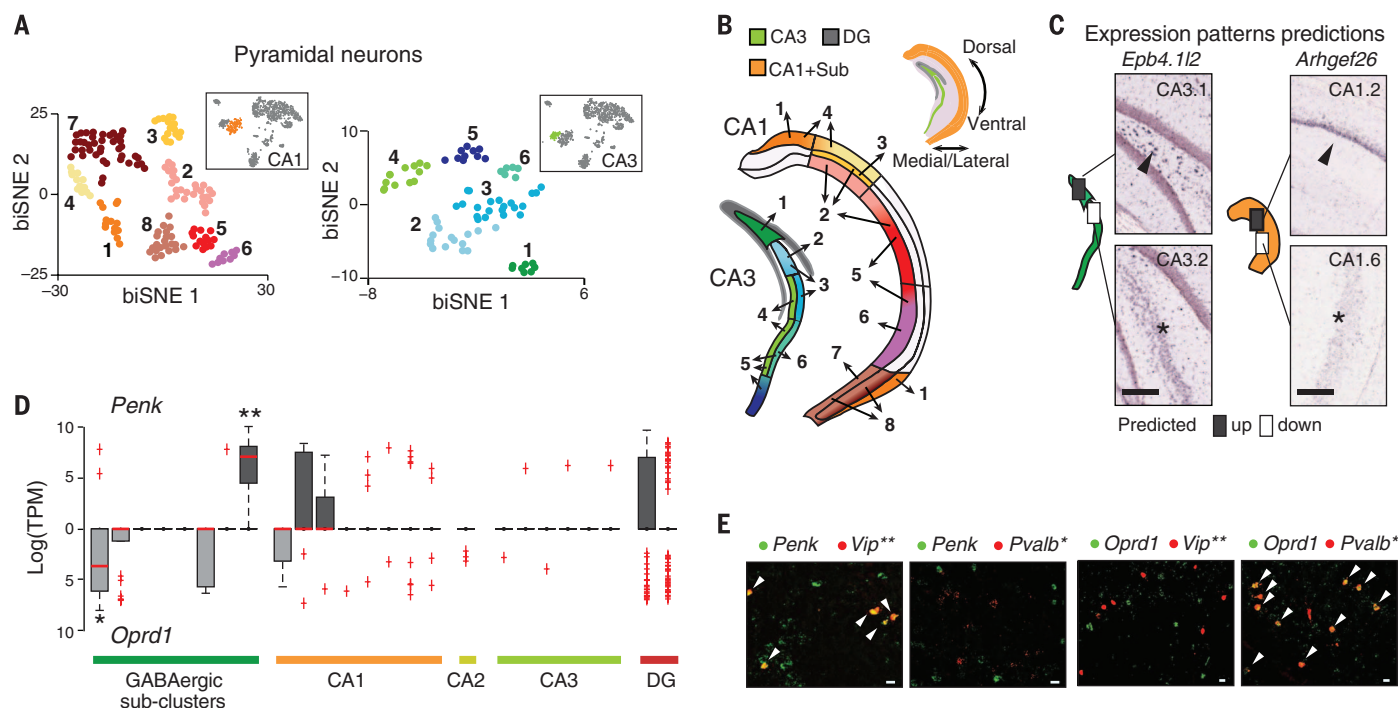 A
Pyramidal neurons
biSNE 2
25
0
−25
−30
30
biSNE 1
7
3
2
4
1
8
5
6
CA1
biSNE 2
10
0
−10
−8
6
biSNE 1
4
5
6
3
2
1
CA3
B
CA3
DG
CA1+Sub
Dorsal
Ventral
Medial/Lateral
CA1
1
4
3
2
5
6
7
8
1
CA3
1
2
3
4
5
6
C
Expression patterns predictions
Epb4.1l2
Arhgef26
CA3.1
CA1.2
CA3.2
*
CA1.6
*
Predicted up down
D
Penk
**
Log(TPM)
10
5
0
5
10
*
Oprd1
GABAergic
sub-clusters
CA1
CA2
CA3
DG
E
Penk Vip**
Penk Pvalb*
Oprd1 Vip**
Oprd1 Pvalb*